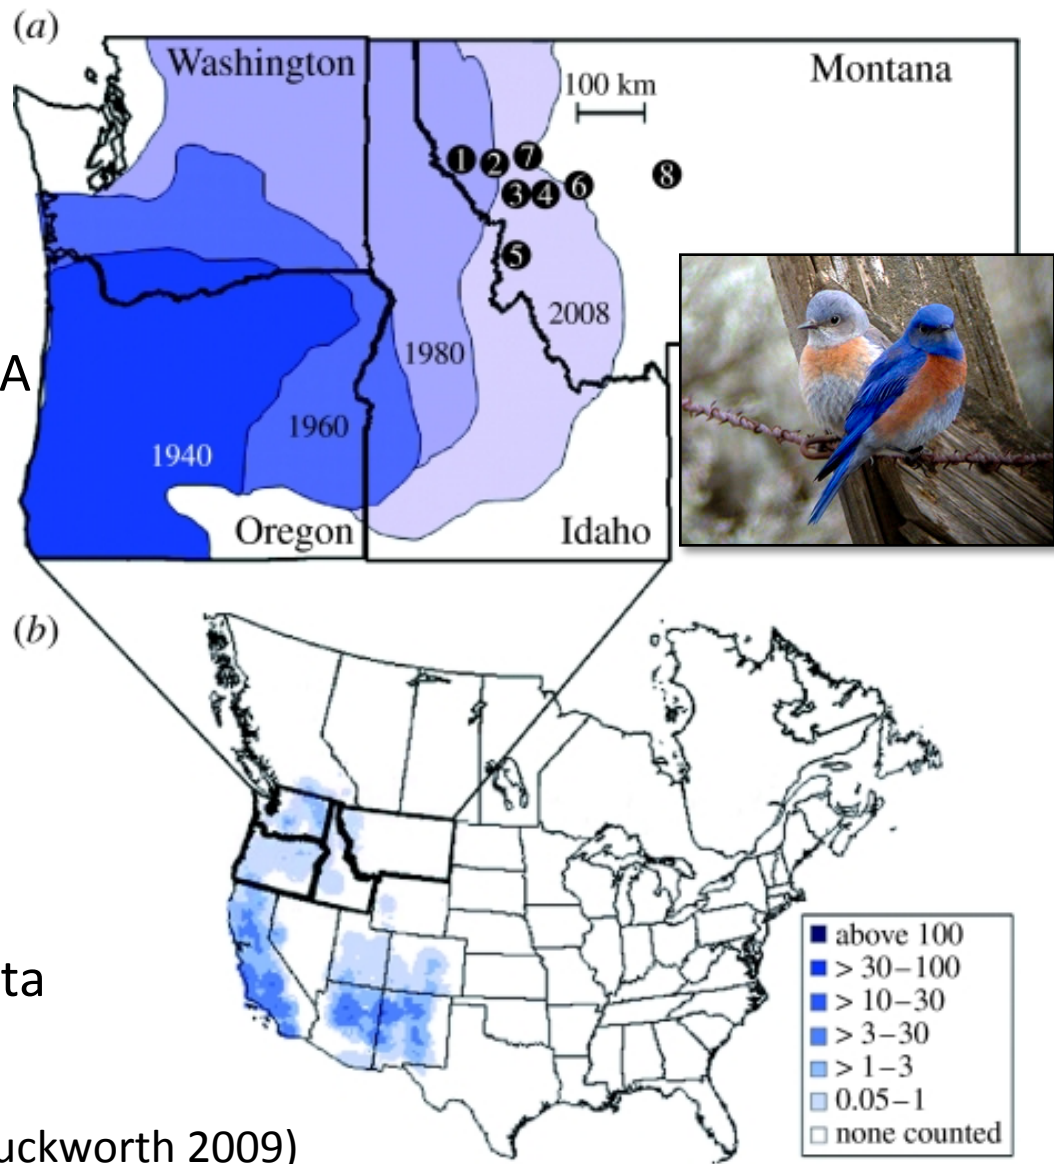 (a)
Washington
Montana
100 km
1 2 7
3 4 6
8
5
2008
1980
A
1960
1940
Oregon
Idaho
(b)
above 100
> 30–100
> 10–30
> 3–30
> 1–3
0.05–1
none counted
ta
uckworth 2009)